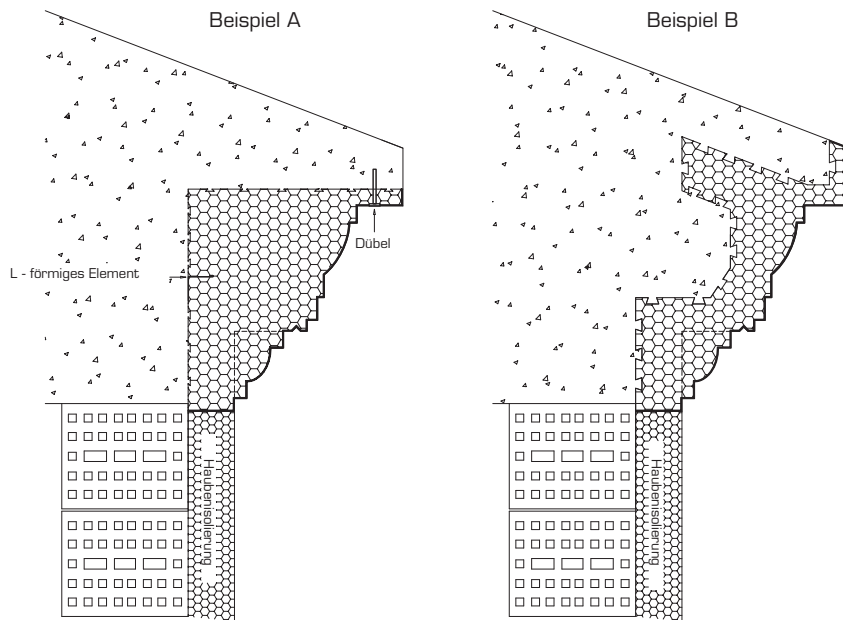 Beispiel A
Beispiel B
Dübel
L - förmiges Element
Haubenisolierung
Haubenisolierung